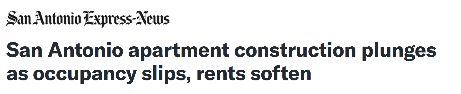 San Antonio Express-News
San Antonio apartment construction plunges
as occupancy slips, rents soften